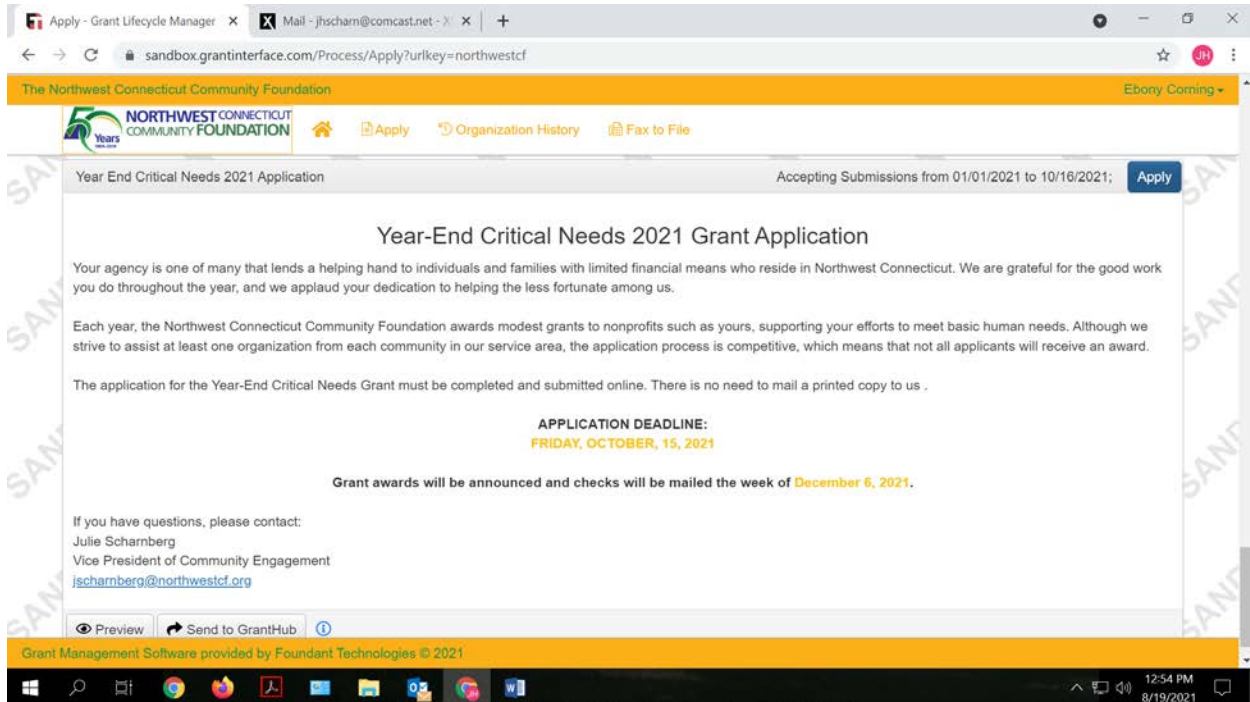 Apply - Grant Lifecycle Manager
Mail - jhscharn@comcast.net - X
sandbox.grantinterface.com/Process/Apply?urlkey=northwestcf
JH
The Northwest Connecticut Community Foundation
Ebony Corning
50 Years
NORTHWEST CONNECTICUT
COMMUNITY FOUNDATION
Apply
Organization History
Fax to File
Year End Critical Needs 2021 Application
Accepting Submissions from 01/01/2021 to 10/16/2021;
Apply
Year-End Critical Needs 2021 Grant Application
Your agency is one of many that lends a helping hand to individuals and families with limited financial means who reside in Northwest Connecticut. We are grateful for the good work
you do throughout the year, and we applaud your dedication to helping the less fortunate among us.
Each year, the Northwest Connecticut Community Foundation awards modest grants to nonprofits such as yours, supporting your efforts to meet basic human needs. Although we
strive to assist at least one organization from each community in our service area, the application process is competitive, which means that not all applicants will receive an award.
The application for the Year-End Critical Needs Grant must be completed and submitted online. There is no need to mail a printed copy to us .
APPLICATION DEADLINE:
FRIDAY, OCTOBER, 15, 2021
Grant awards will be announced and checks will be mailed the week of December 6, 2021.
If you have questions, please contact:
Julie Scharnberg
Vice President of Community Engagement
jscharnberg@northwestcf.org
Preview
Send to GrantHub
Grant Management Software provided by Foundant Technologies © 2021
12:54 PM
8/19/2021